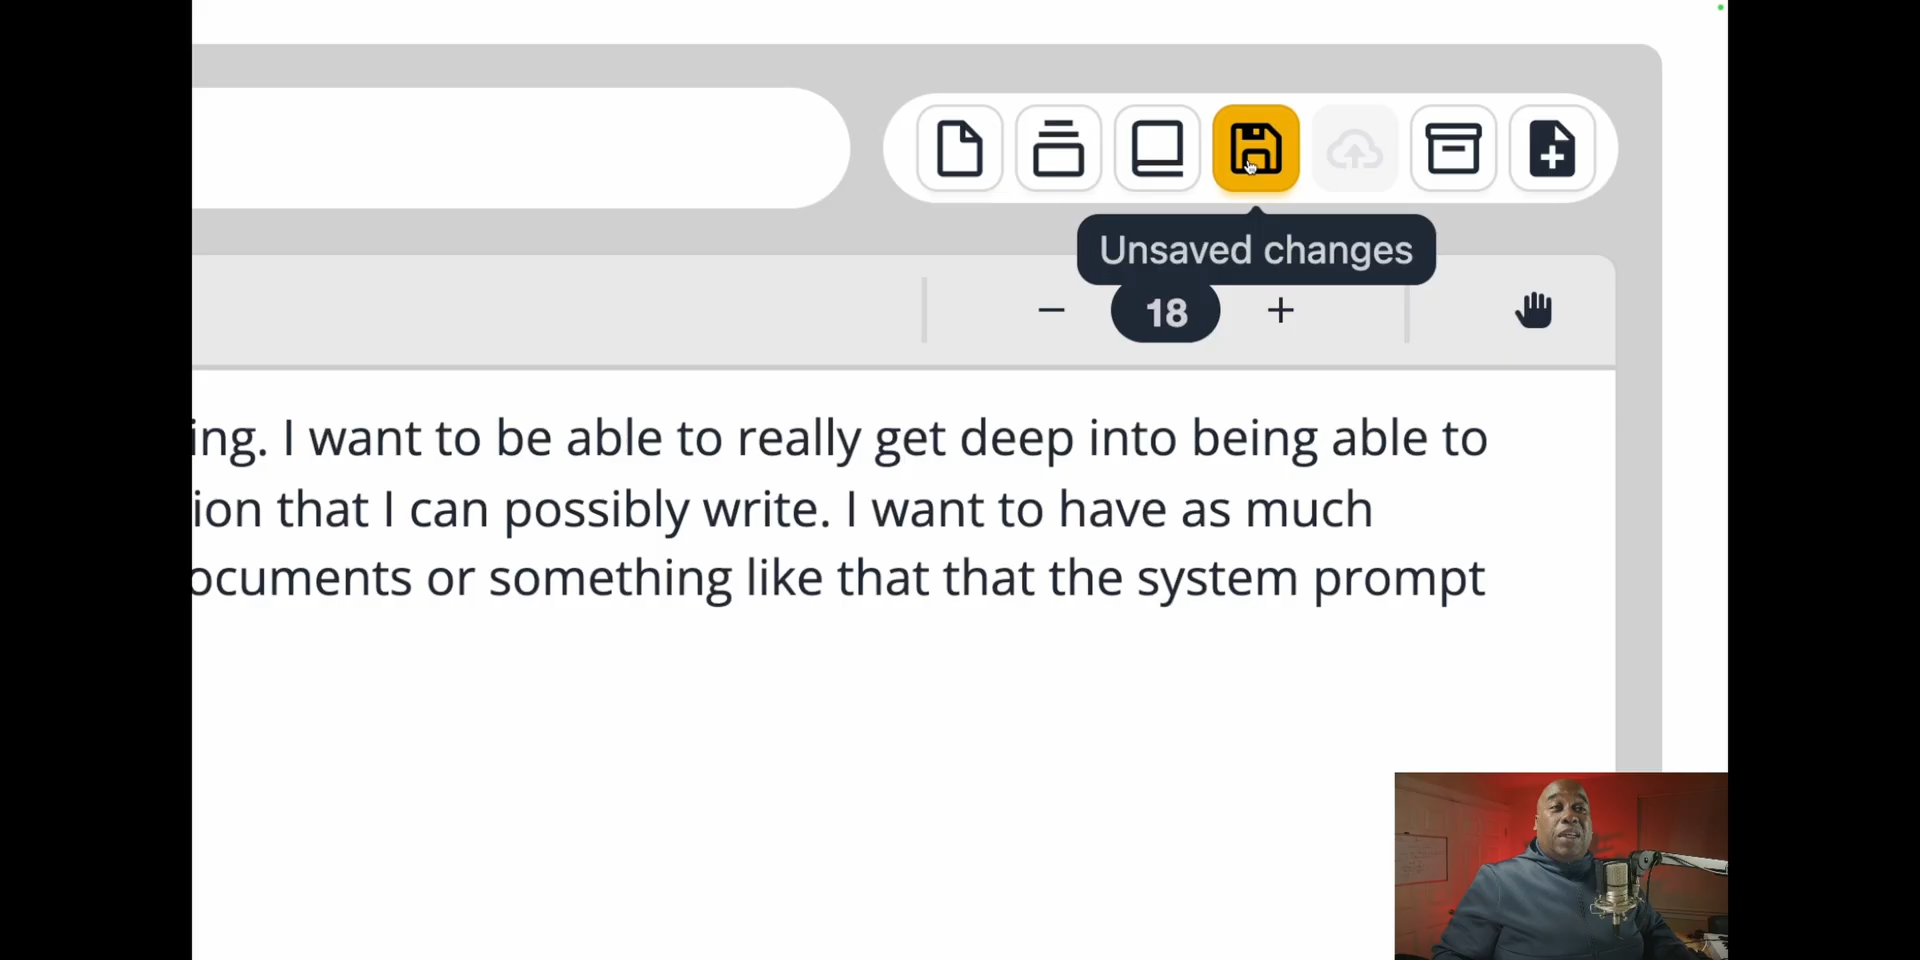 Unsaved changes
− 18 +
ing. I want to be able to really get deep into being able to
ion that I can possibly write. I want to have as much
ocuments or something like that that the system prompt